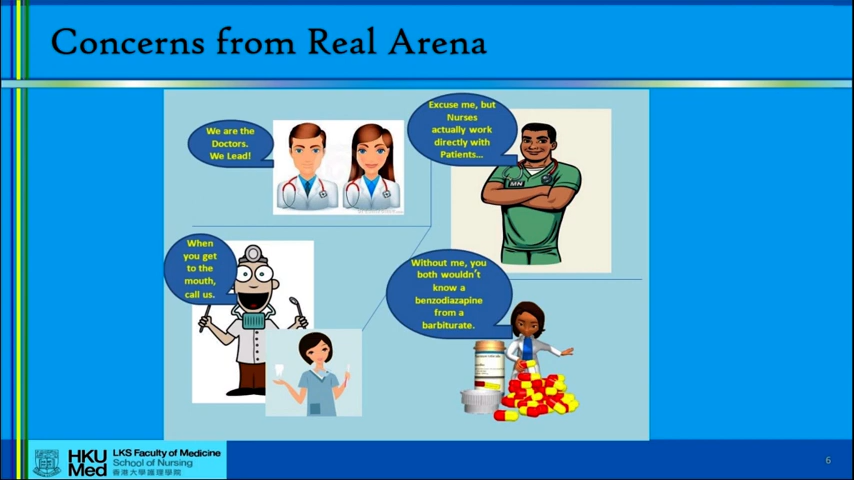 Concerns from Real Arena
We are the
Doctors.
We Lead!
Excuse me, but
Nurses
actually work
directly with
Patients...
MN
When
you get
to the
mouth,
call us.
Without me, you
both wouldn't
know a
benzodiazapine
from a
barbiturate.
HKU
Med
LKS Faculty of Medicine
School of Nursing
香港大學護理學院
6